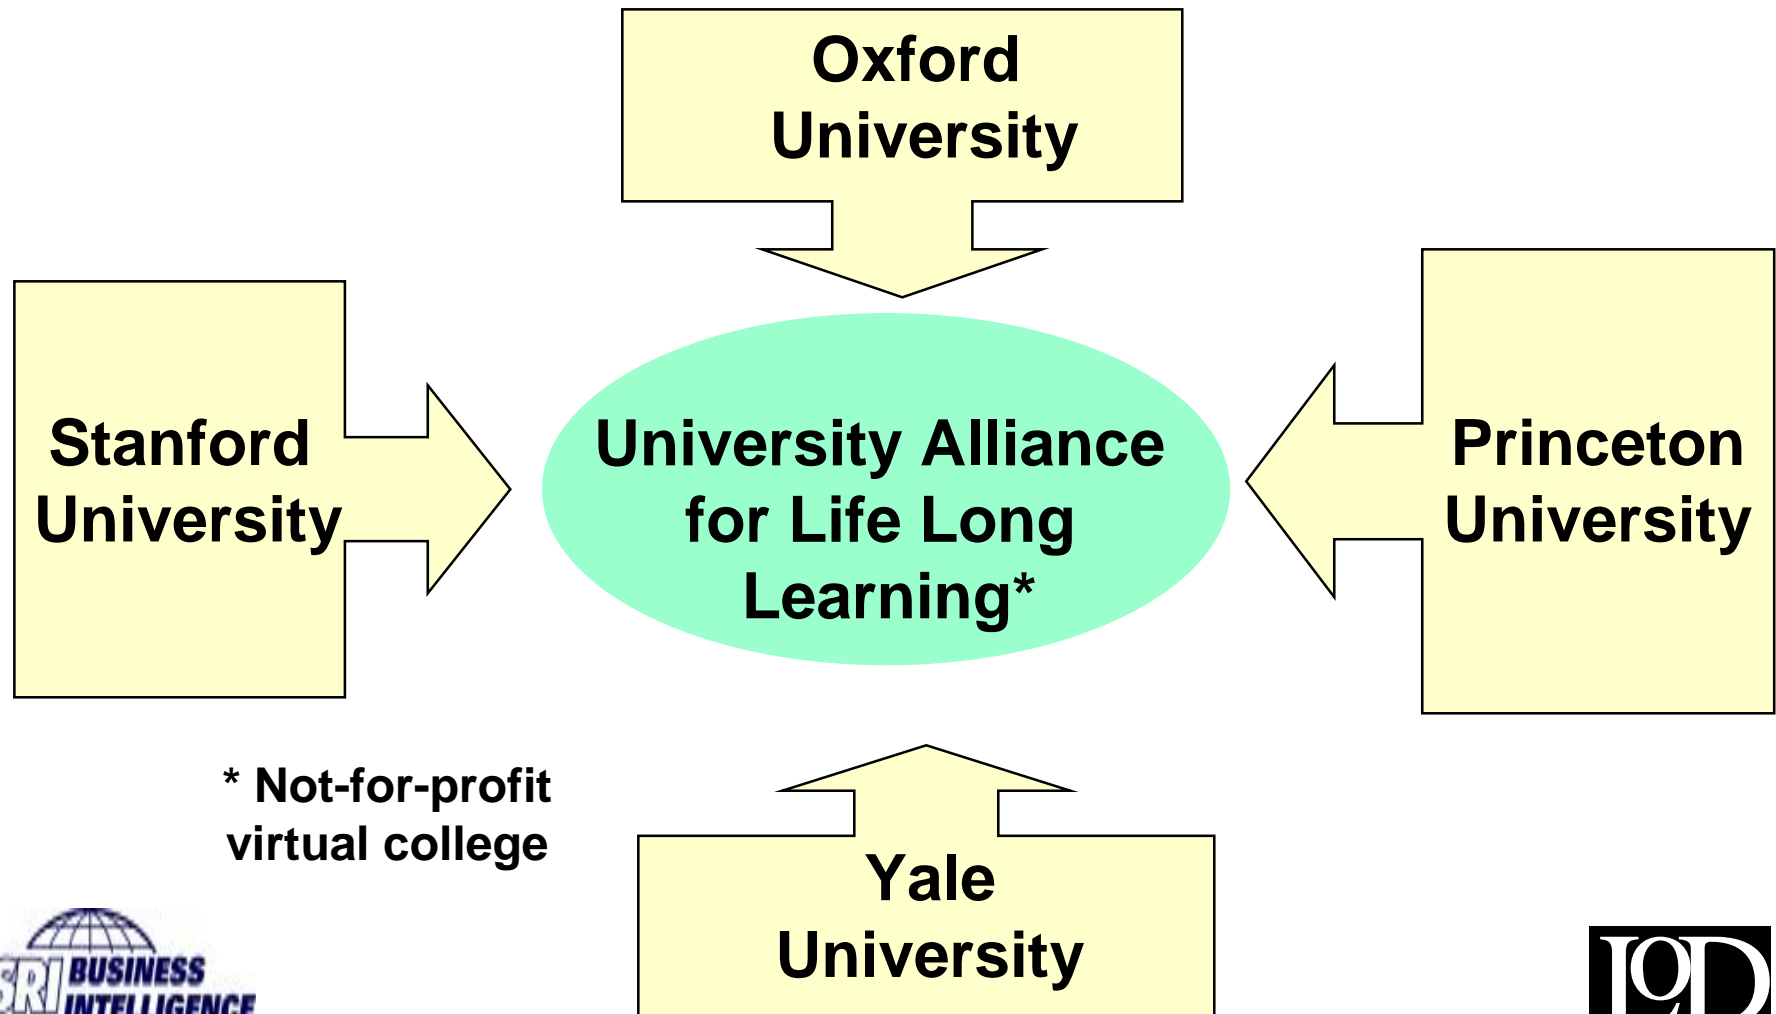 Oxford
University
Stanford
University
University Alliance
for Life Long
Learning*
Princeton
University
* Not-for-profit
virtual college
Yale
University
SRI BUSINESS
INTELLIGENCE
IoD